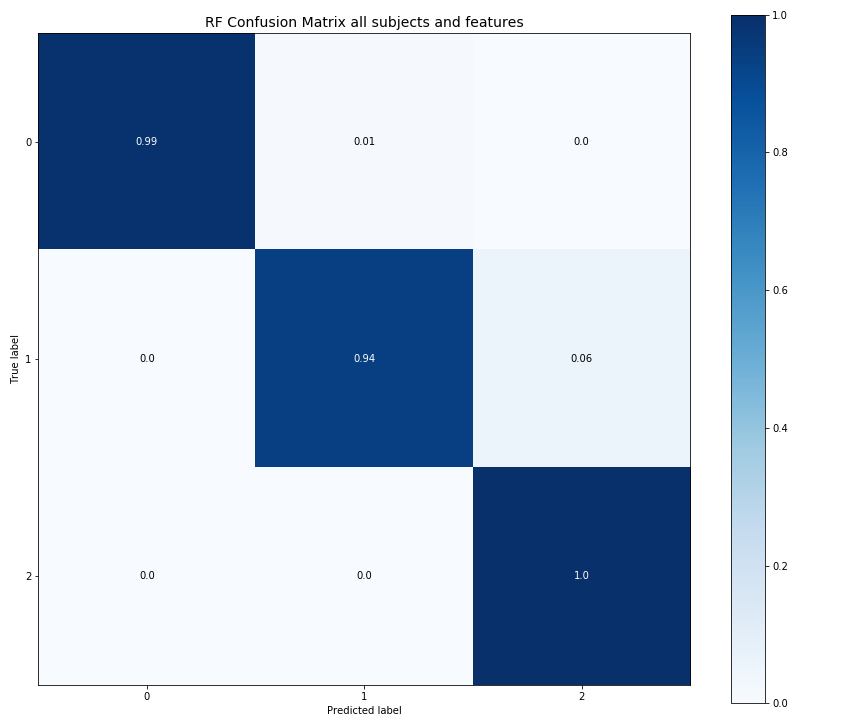 RF Confusion Matrix all subjects and features
1.0
0.8
0.6
0.4
0.2
0.0
True label
0
0.99 0.01 0.0
1
0.0 0.94 0.06
2
0.0 0.0 1.0
0 1 2
Predicted label